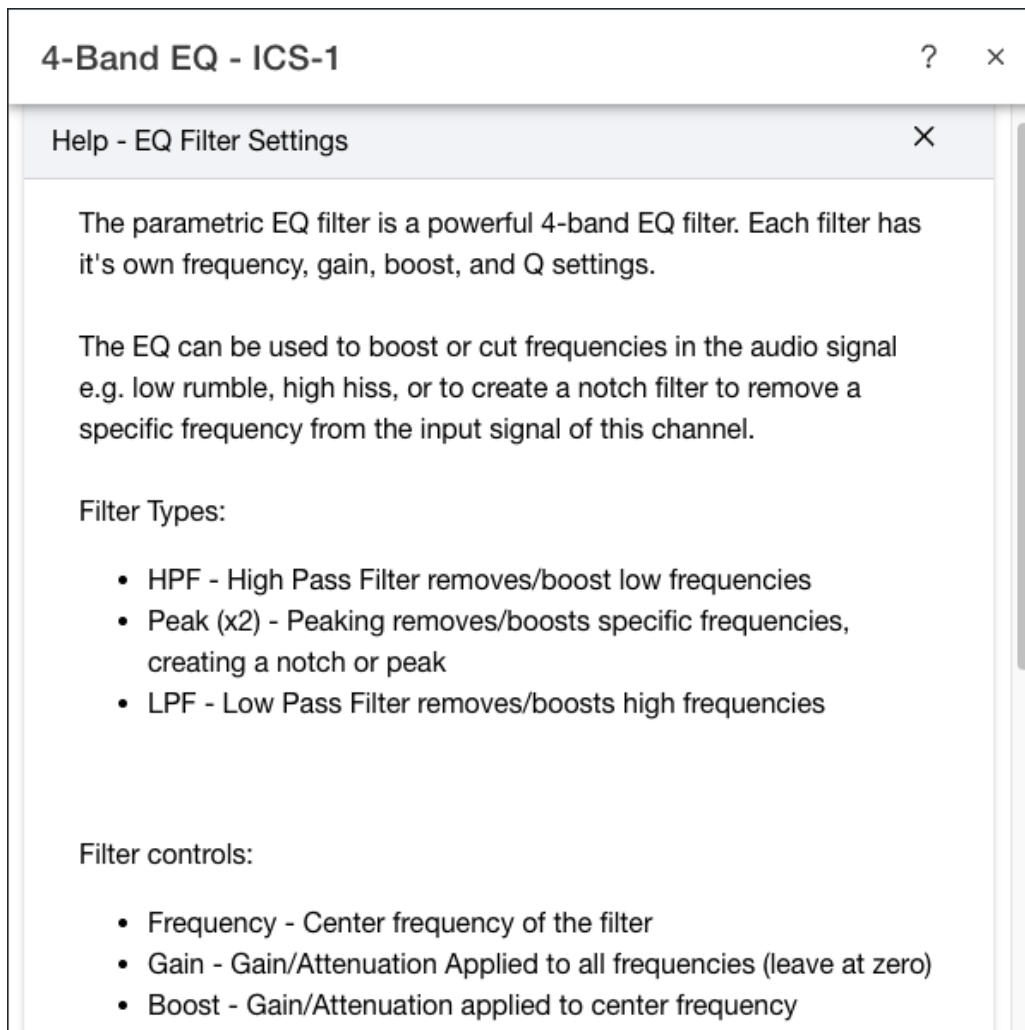 4-Band EQ - ICS-1 ? ×
Help - EQ Filter Settings ×
The parametric EQ filter is a powerful 4-band EQ filter. Each filter has
it's own frequency, gain, boost, and Q settings.
The EQ can be used to boost or cut frequencies in the audio signal
e.g. low rumble, high hiss, or to create a notch filter to remove a
specific frequency from the input signal of this channel.
Filter Types:
• HPF - High Pass Filter removes/boost low frequencies
• Peak (x2) - Peaking removes/boosts specific frequencies,
creating a notch or peak
• LPF - Low Pass Filter removes/boosts high frequencies
Filter controls:
• Frequency - Center frequency of the filter
• Gain - Gain/Attenuation Applied to all frequencies (leave at zero)
• Boost - Gain/Attenuation applied to center frequency